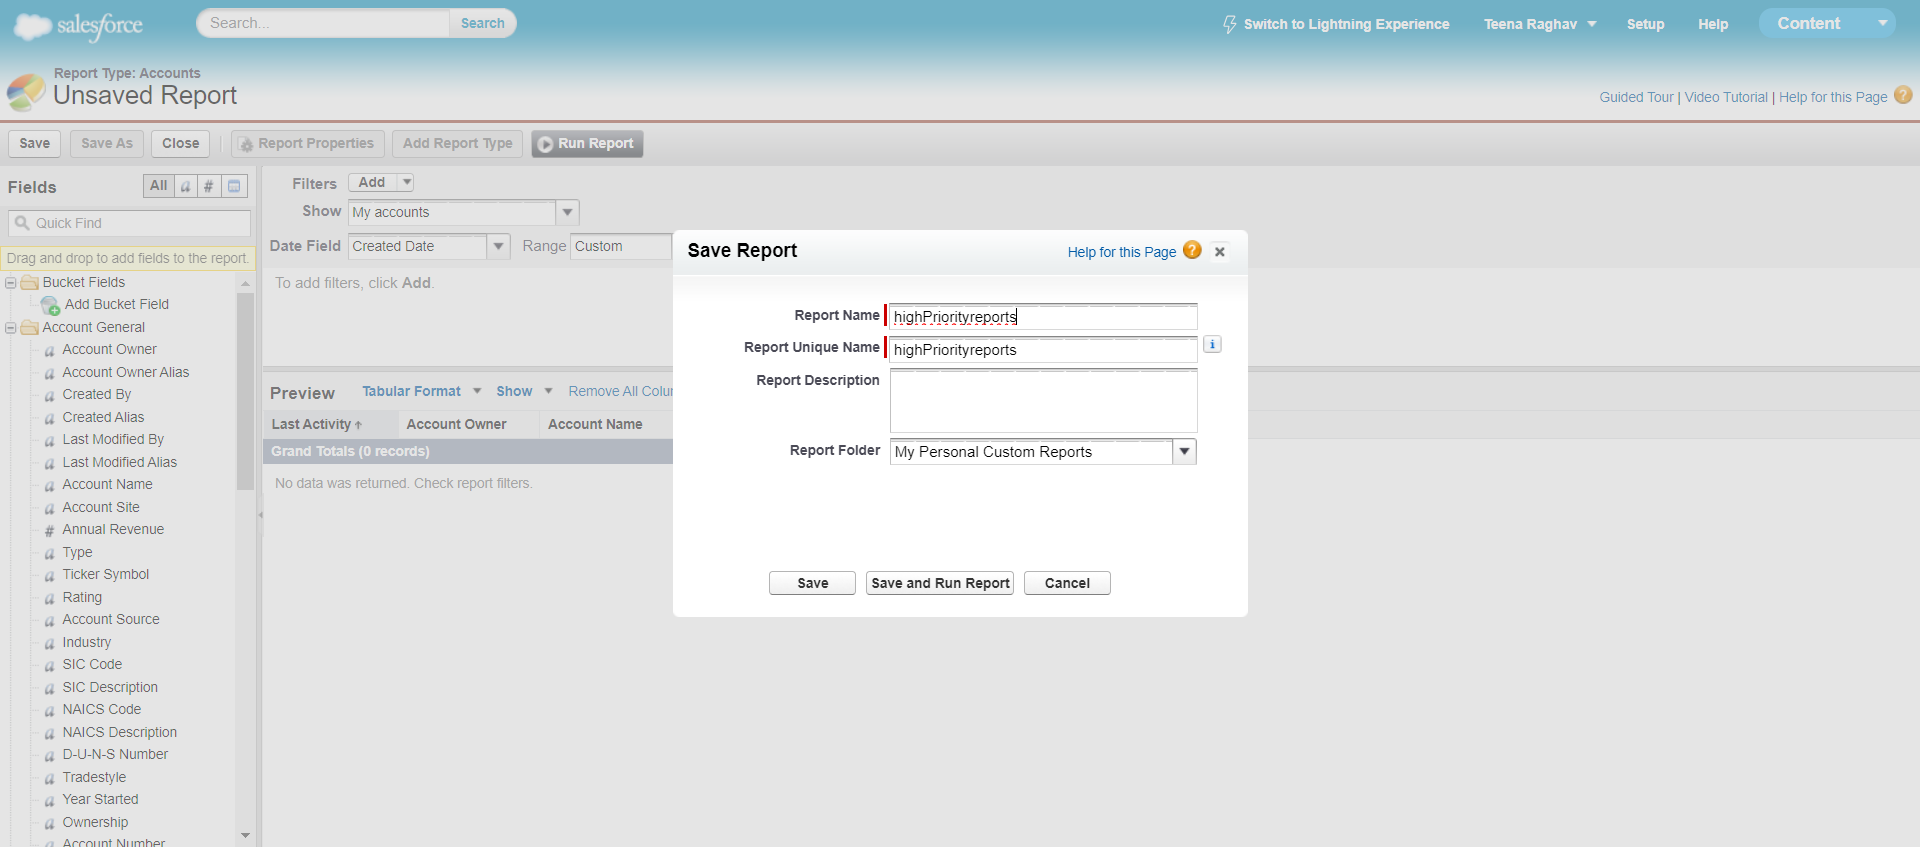 salesforce
Search...
Search
Switch to Lightning Experience
Teena Raghav
Setup
Help
Content
Report Type: Accounts
Unsaved Report
Guided Tour | Video Tutorial | Help for this Page ?
Save
Save As
Close
Report Properties
Add Report Type
Run Report
Fields
All
a
#
Quick Find
Drag and drop to add fields to the report.
Bucket Fields
Add Bucket Field
Account General
a Account Owner
a Account Owner Alias
a Created By
a Created Alias
a Last Modified By
a Last Modified Alias
a Account Name
a Account Site
# Annual Revenue
a Type
a Ticker Symbol
a Rating
a Account Source
a Industry
a SIC Code
a SIC Description
a NAICS Code
a NAICS Description
a D-U-N-S Number
a Tradestyle
a Year Started
a Ownership
a Account Number
Filters Add
Show My accounts
Date Field Created Date Range Custom
To add filters, click Add.
Preview Tabular Format Show Remove All Colu
Last Activity Account Owner Account Name
Grand Totals (0 records)
No data was returned. Check report filters.
Save Report
Help for this Page ?
Report Name highPriorityreports
Report Unique Name highPriorityreports i
Report Description
Report Folder My Personal Custom Reports
Save
Save and Run Report
Cancel